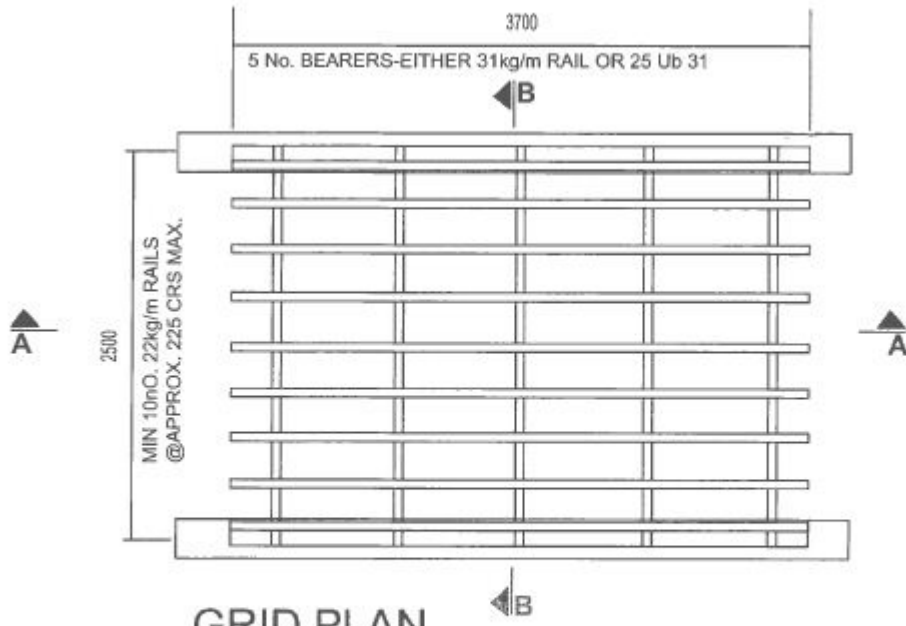 3700
5 No. BEARERS-EITHER 31kg/m RAIL OR 25 Ub 31
B
2500
MIN 10nO. 22kg/m RAILS
@APPROX. 225 CRS MAX.
A
A
B
GRID PLAN